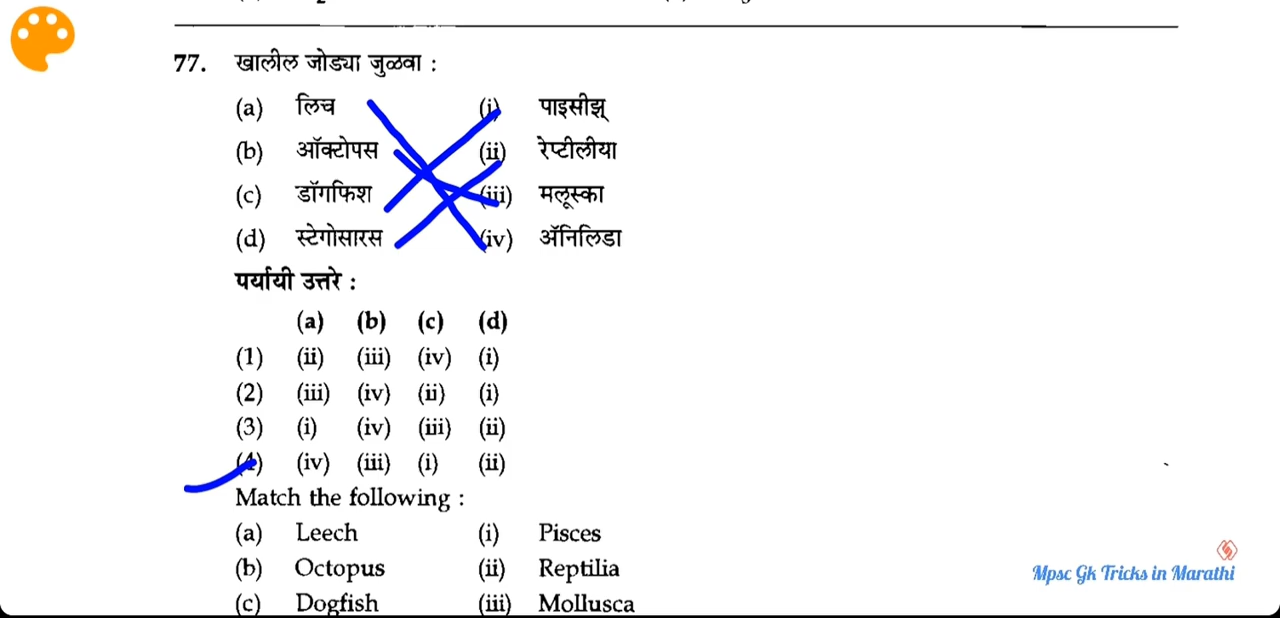 77. खालील जोड्या जुळवा :
(a) लिच (i) पाइसीझ्
(b) ऑक्टोपस (ii) रेप्टीलीया
(c) डॉगफिश (iii) मलूस्का
(d) स्टेगोसारस (iv) ॲनिलिडा
पर्यायी उत्तरे :
(a) (b) (c) (d)
(1) (ii) (iii) (iv) (i)
(2) (iii) (iv) (ii) (i)
(3) (i) (iv) (iii) (ii)
(4) (iv) (iii) (i) (ii)
Match the following :
(a) Leech (i) Pisces
(b) Octopus (ii) Reptilia
(c) Dogfish (iii) Mollusca
Mpsc Gk Tricks in Marathi